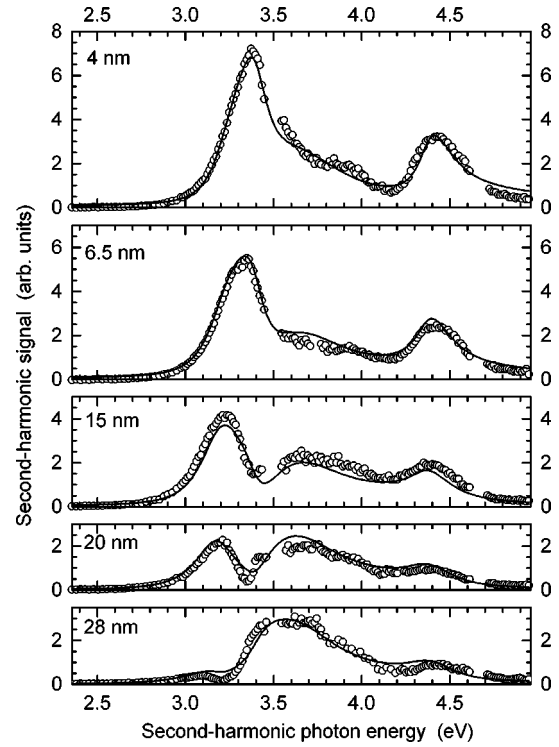 2.5 3.0 3.5 4.0 4.5
8 4 nm 8
6 6
4 4
2 2
0 0
6 6.5 nm 6
4 4
2 2
0 0
4 15 nm 4
2 2
0 0
20 nm
2 2
0 0
28 nm
2 2
0 0
2.5 3.0 3.5 4.0 4.5
Second-harmonic signal (arb. units)
Second-harmonic photon energy (eV)